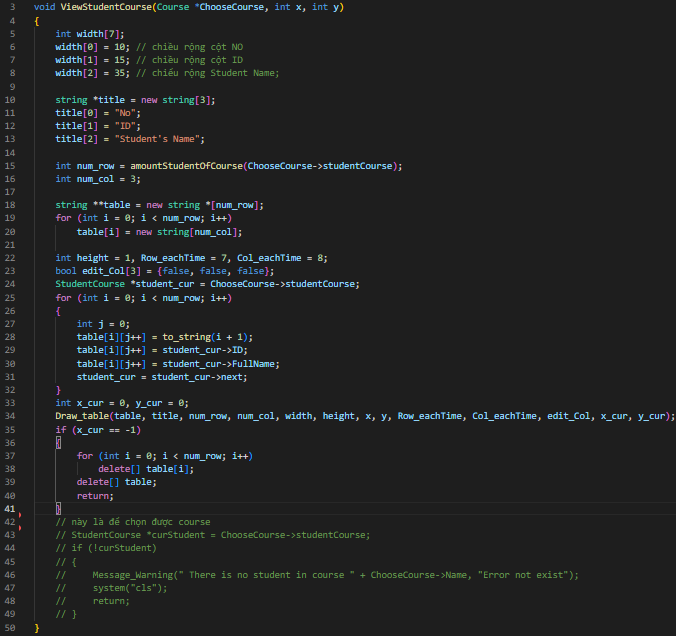 3 void ViewStudentCourse(Course *ChooseCourse, int x, int y)
4 {
5 int width[7];
6 width[0] = 10; // chiều rộng cột NO
7 width[1] = 15; // chiều rộng cột ID
8 width[2] = 35; // chiều rộng Student Name;
9
10 string *title = new string[3];
11 title[0] = "No";
12 title[1] = "ID";
13 title[2] = "Student's Name";
14
15 int num_row = amountStudentOfCourse(ChooseCourse->studentCourse);
16 int num_col = 3;
17
18 string **table = new string *[num_row];
19 for (int i = 0; i < num_row; i++)
20 table[i] = new string[num_col];
21
22 int height = 1, Row_eachTime = 7, Col_eachTime = 8;
23 bool edit_Col[3] = {false, false, false};
24 StudentCourse *student_cur = ChooseCourse->studentCourse;
25 for (int i = 0; i < num_row; i++)
26 {
27 int j = 0;
28 table[i][j++] = to_string(i + 1);
29 table[i][j++] = student_cur->ID;
30 table[i][j++] = student_cur->FullName;
31 student_cur = student_cur->next;
32 }
33 int x_cur = 0, y_cur = 0;
34 Draw_table(table, title, num_row, num_col, width, height, x, y, Row_eachTime, Col_eachTime, edit_Col, x_cur, y_cur);
35 if (x_cur == -1)
36 {
37 for (int i = 0; i < num_row; i++)
38 delete[] table[i];
39 delete[] table;
40 return;
41 }
42 // này là để chọn được course
43 // StudentCourse *curStudent = ChooseCourse->studentCourse;
44 // if (!curStudent)
45 // {
46 // Message_Warning(" There is no student in course " + ChooseCourse->Name, "Error not exist");
47 // system("cls");
48 // return;
49 // }
50 }